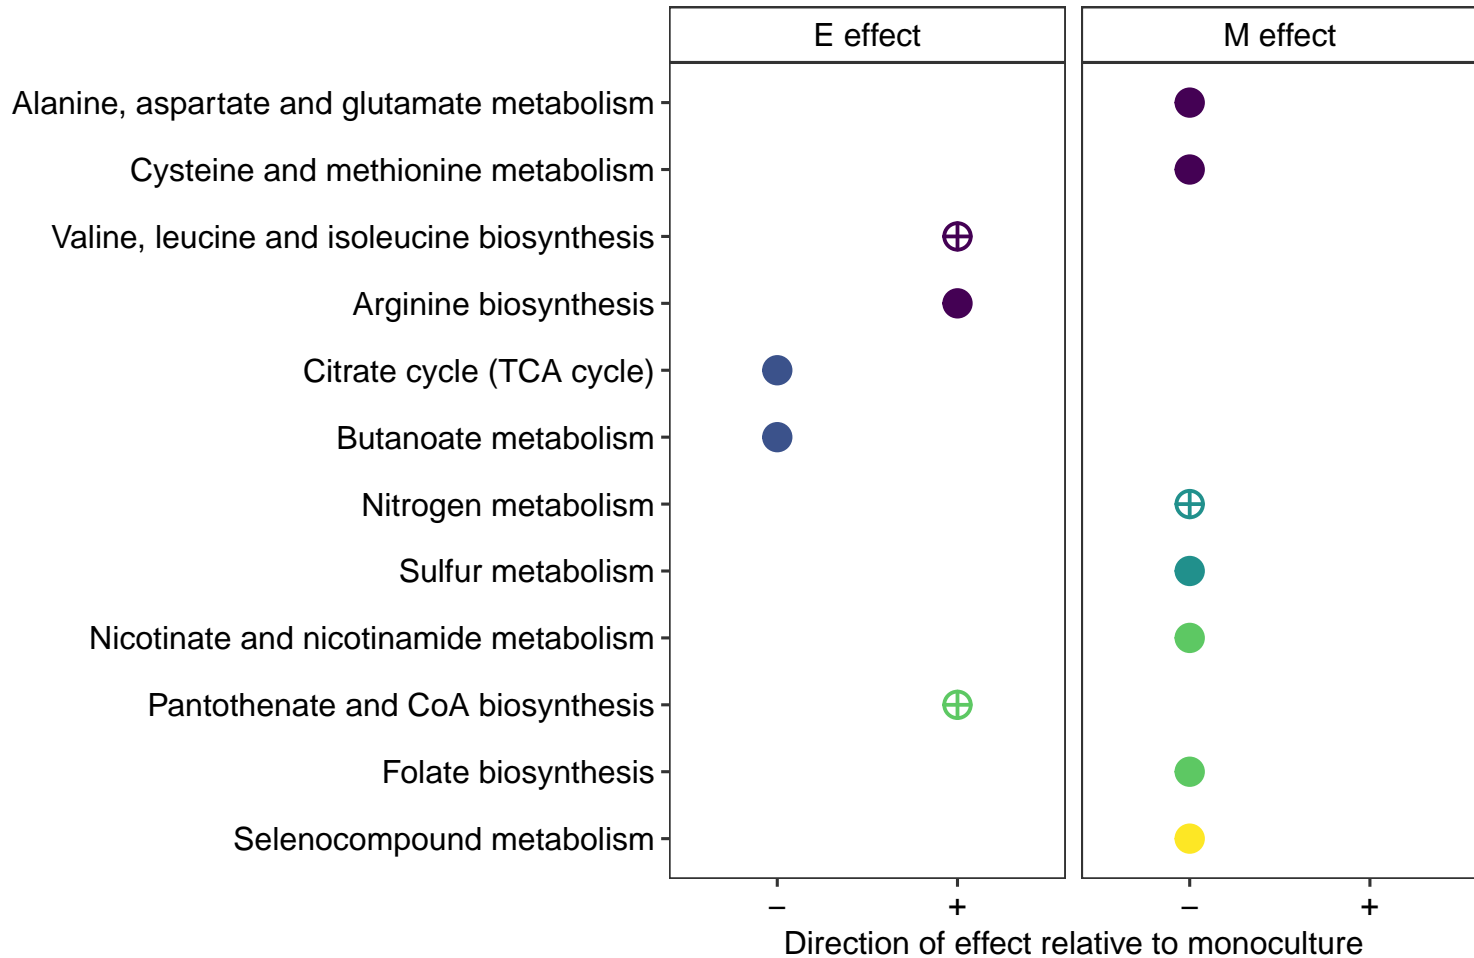 E effect
M effect
Alanine, aspartate and glutamate metabolism
Cysteine and methionine metabolism
Valine, leucine and isoleucine biosynthesis
Arginine biosynthesis
Citrate cycle (TCA cycle)
Butanoate metabolism
Nitrogen metabolism
Sulfur metabolism
Nicotinate and nicotinamide metabolism
Pantothenate and CoA biosynthesis
Folate biosynthesis
Selenocompound metabolism
− + − +
Direction of effect relative to monoculture